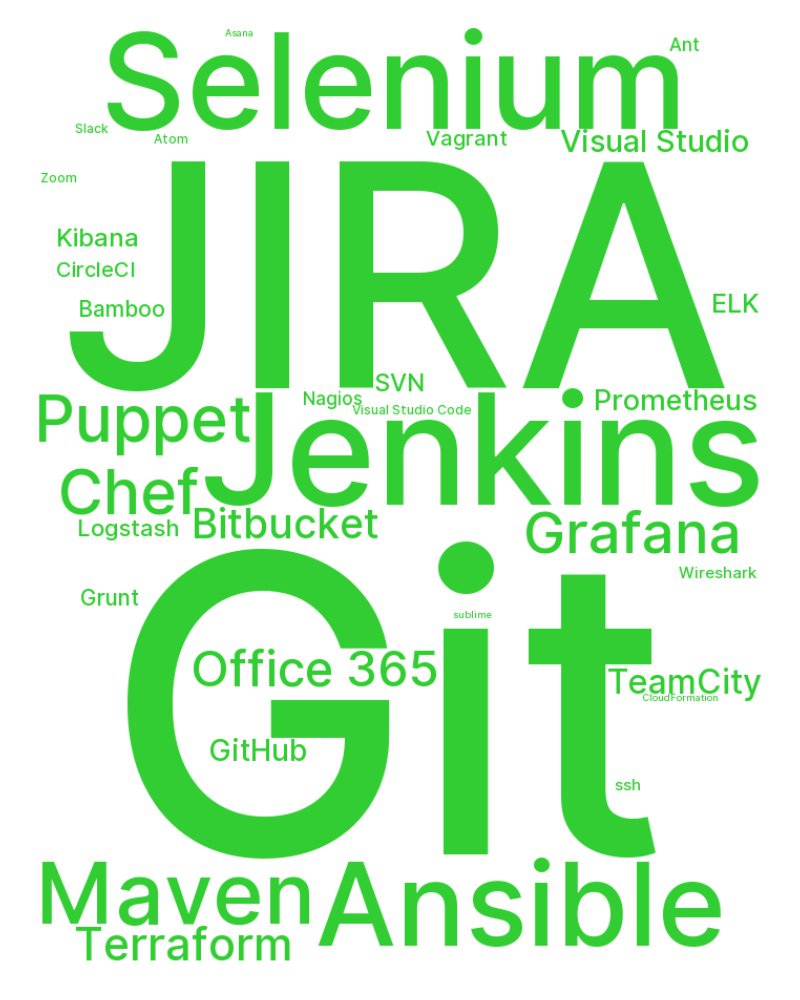 Asana
Selenium
Ant
Slack
Atom
Vagrant
Visual Studio
Zoom
JIRA
Kibana
CircleCI
Bamboo
ELK
SVN
Nagios
Visual Studio Code
Prometheus
Puppet
Jenkins
Chef
Logstash
Bitbucket
Grafana
Wireshark
Grunt
sublime
Git
Office 365
TeamCity
CloudFormation
GitHub
ssh
Maven
Ansible
Terraform